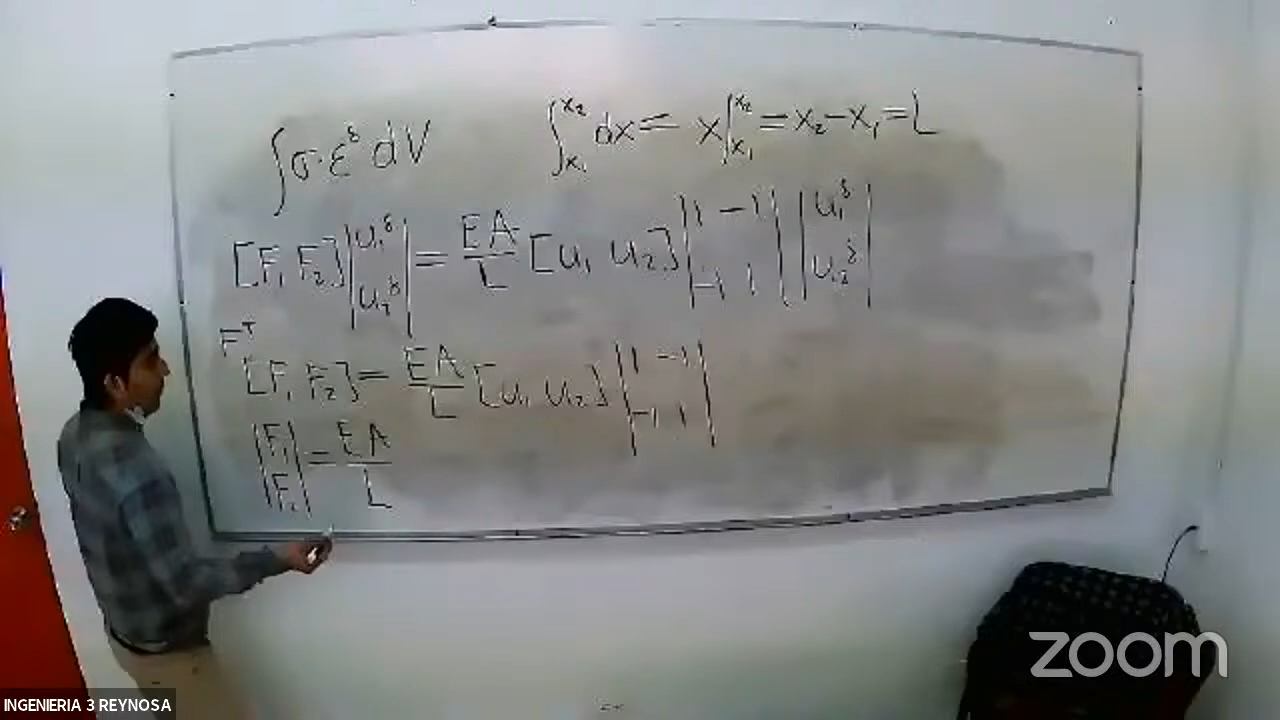 ∫σ·ε^δ dV
∫_{x₁}^{x₂} dx = x|_{x₁}^{x₂} = x₂-x₁=L
[F₁ F₂] |u₁^δ u₂^δ| = EA/L [u₁ u₂] |1 -1 -1 1| |u₁^δ u₂^δ|
F^T
[F₁ F₂] = EA/L [u₁ u₂] |1 -1 -1 1|
|F₁ F₂| = EA/L
zoom
INGENIERIA 3 REYNOSA